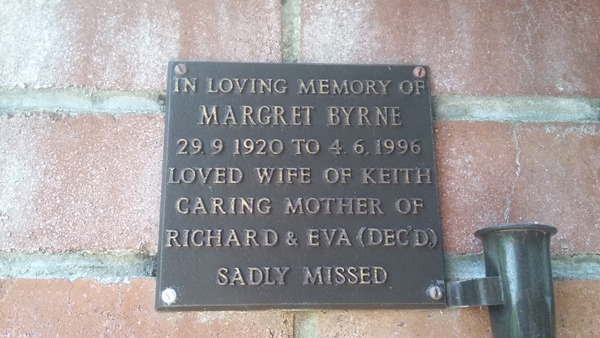 IN LOVING MEMORY OF
MARGRET BYRNE
29. 9 1920 TO 4. 6. 1996
LOVED WIFE OF KEITH
CARING MOTHER OF
RICHARD & EVA (DEC'D.)
SADLY MISSED